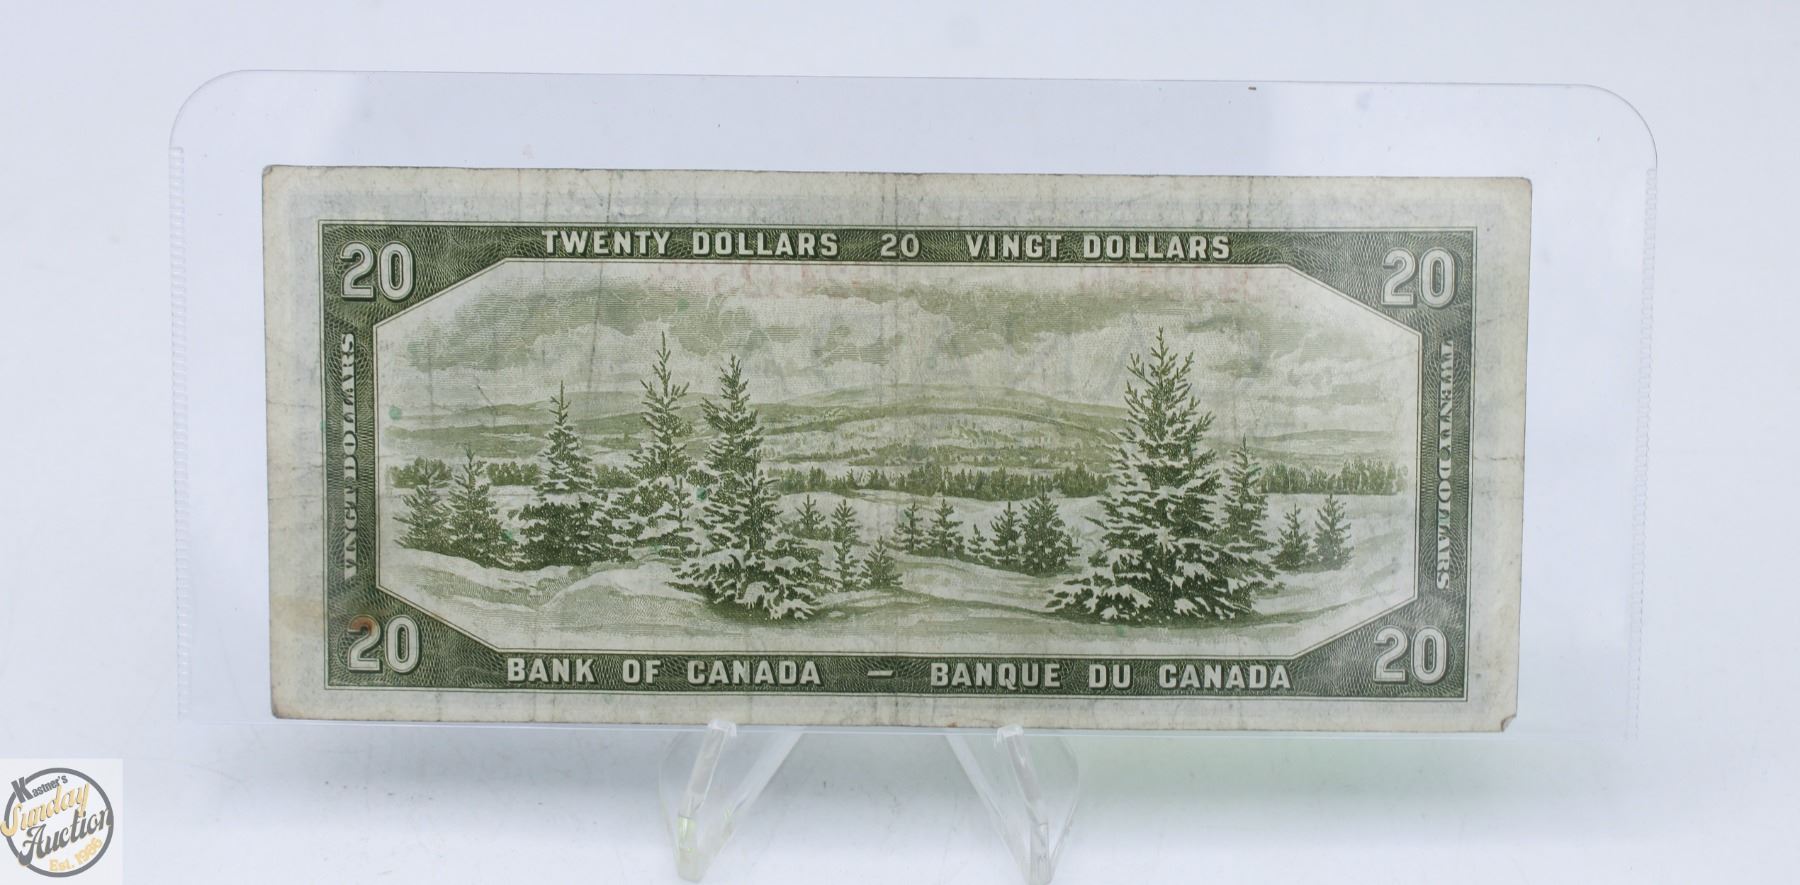 TWENTY DOLLARS 20 VINGT DOLLARS
20
20
VINGT DOLLARS
TWENTY DOLLARS
20
20
BANK OF CANADA — BANQUE DU CANADA
Kastner's
Sunday
Auction
Est. 1986